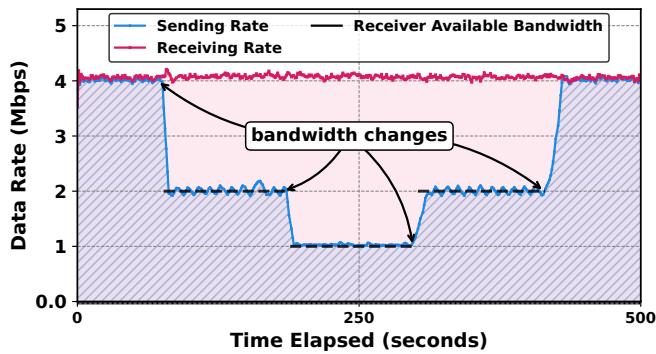 Sending Rate
Receiver Available Bandwidth
Receiving Rate
5
4
3
2
1
0.0
Data Rate (Mbps)
bandwidth changes
0
250
500
Time Elapsed (seconds)